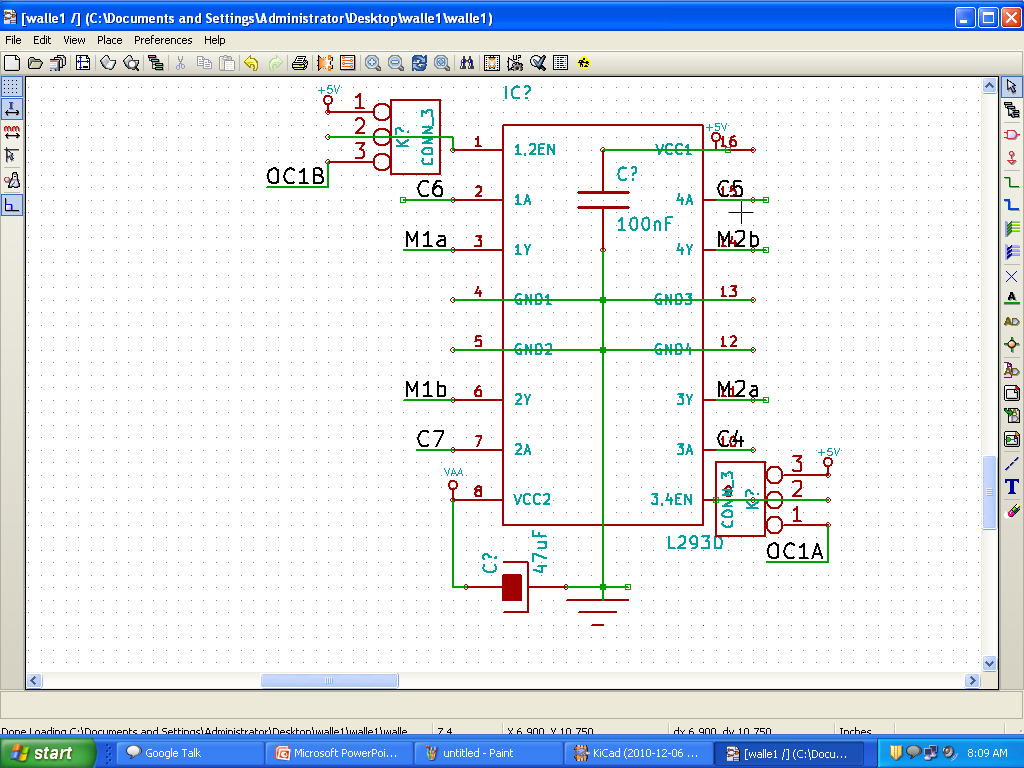 [walle1 /] (C:\Documents and Settings\Administrator\Desktop\walle1\walle1)
File Edit View Place Preferences Help
+5V
IC?
1
2
3
K?
CONN_3
OC1B
1 1,2EN
C6 2 1A
M1a 3 1Y
4 GND1
5 GND2
M1b 6 2Y
C7 7 2A
VAA
8 VCC2
+5V
VCC1 16
C?
100nF
4A C5
4Y M2b
GND3 13
GND4 12
3Y M2a
3A C4
3,4EN
CONN_3
K?
3
2
1
+5V
OC1A
L293D
C?
47uF
A
T
Done Loading C:\Documents and Settings\Administrator\Desktop\walle1\walle1\walle
Z 4
X 6,900 Y 10,750
dx 6,900 dy 10,750
Inches
start
Google Talk
Microsoft PowerPoi...
untitled - Paint
KiCad (2010-12-06 ...
[walle1 /] (C:\Docu...
8:09 AM